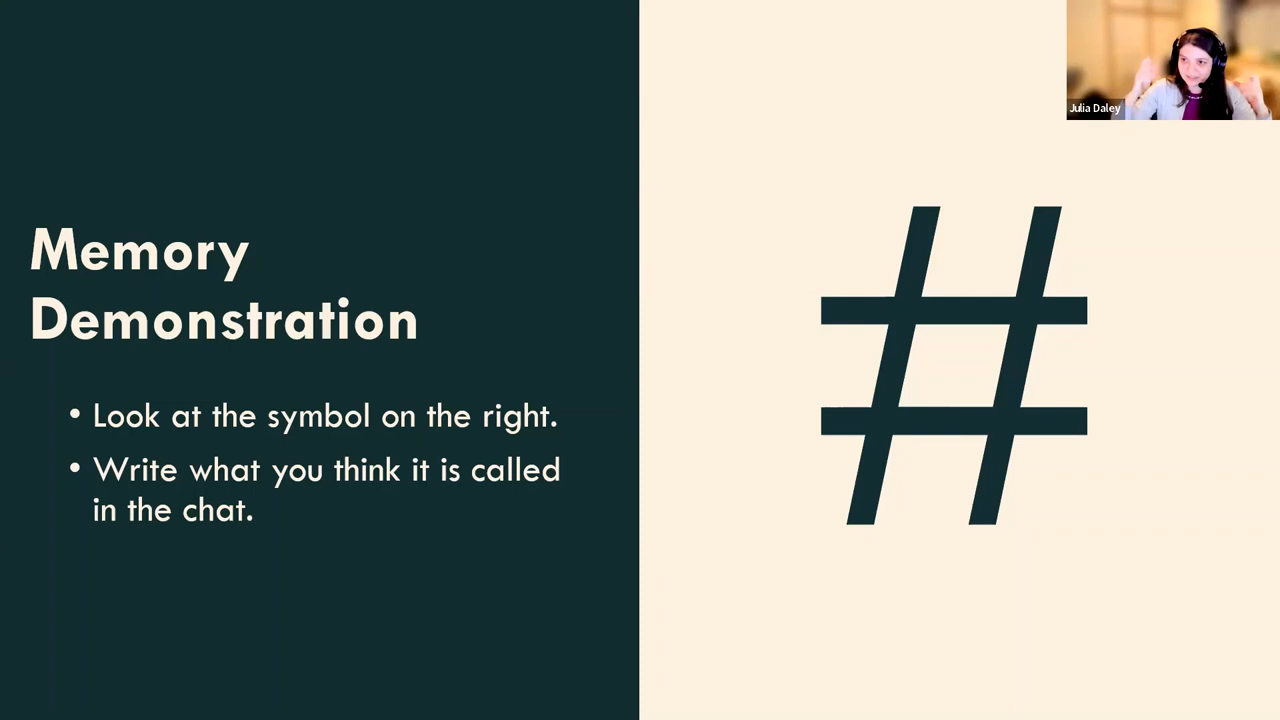 Memory
Demonstration
• Look at the symbol on the right.
• Write what you think it is called
in the chat.
#
Julia Daley